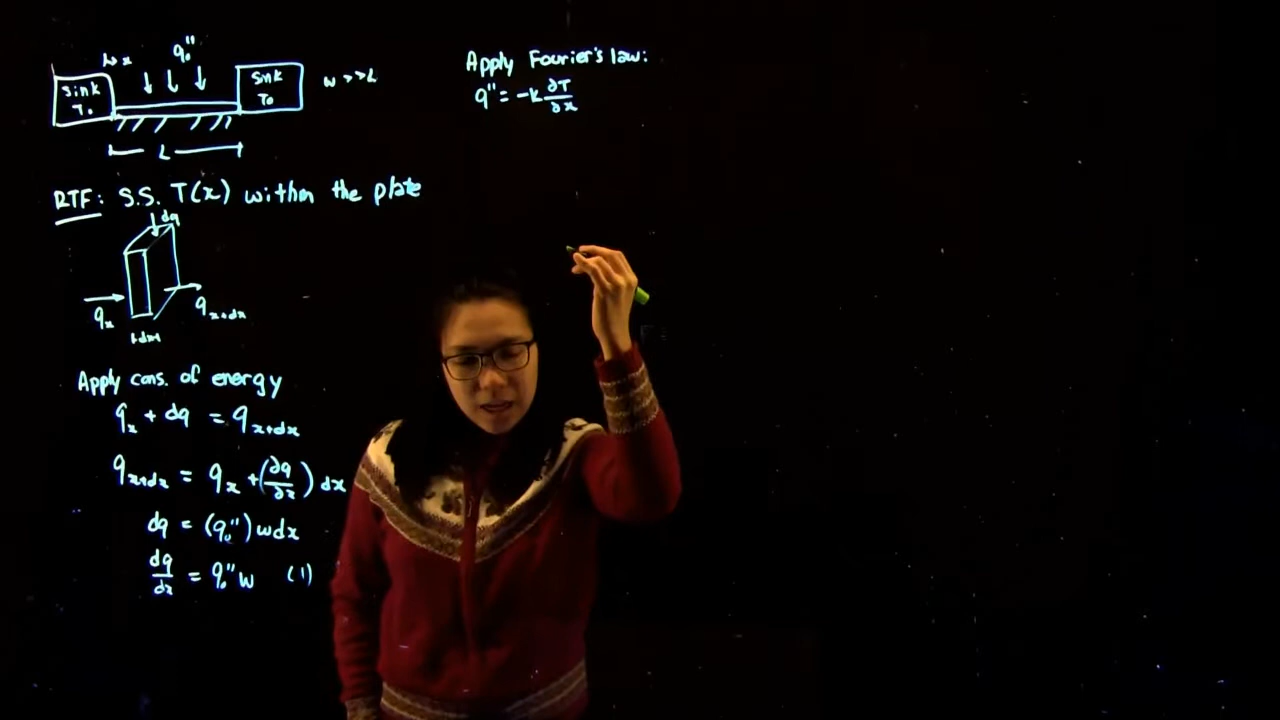 x
q₀''
Sink
T₀
Sink
T₀
w >> L
L
RTF: S.S. T(x) within the plate
dq
qₓ
qₓ₊dₓ
dx
Apply cons. of energy
qₓ + dq = qₓ₊dₓ
qₓ₊dₓ = qₓ + (∂q/∂x) dx
dq = (q₀'') w dx
dq/dx = q₀'' w (1)
Apply Fourier's law:
q'' = -k ∂T/∂x